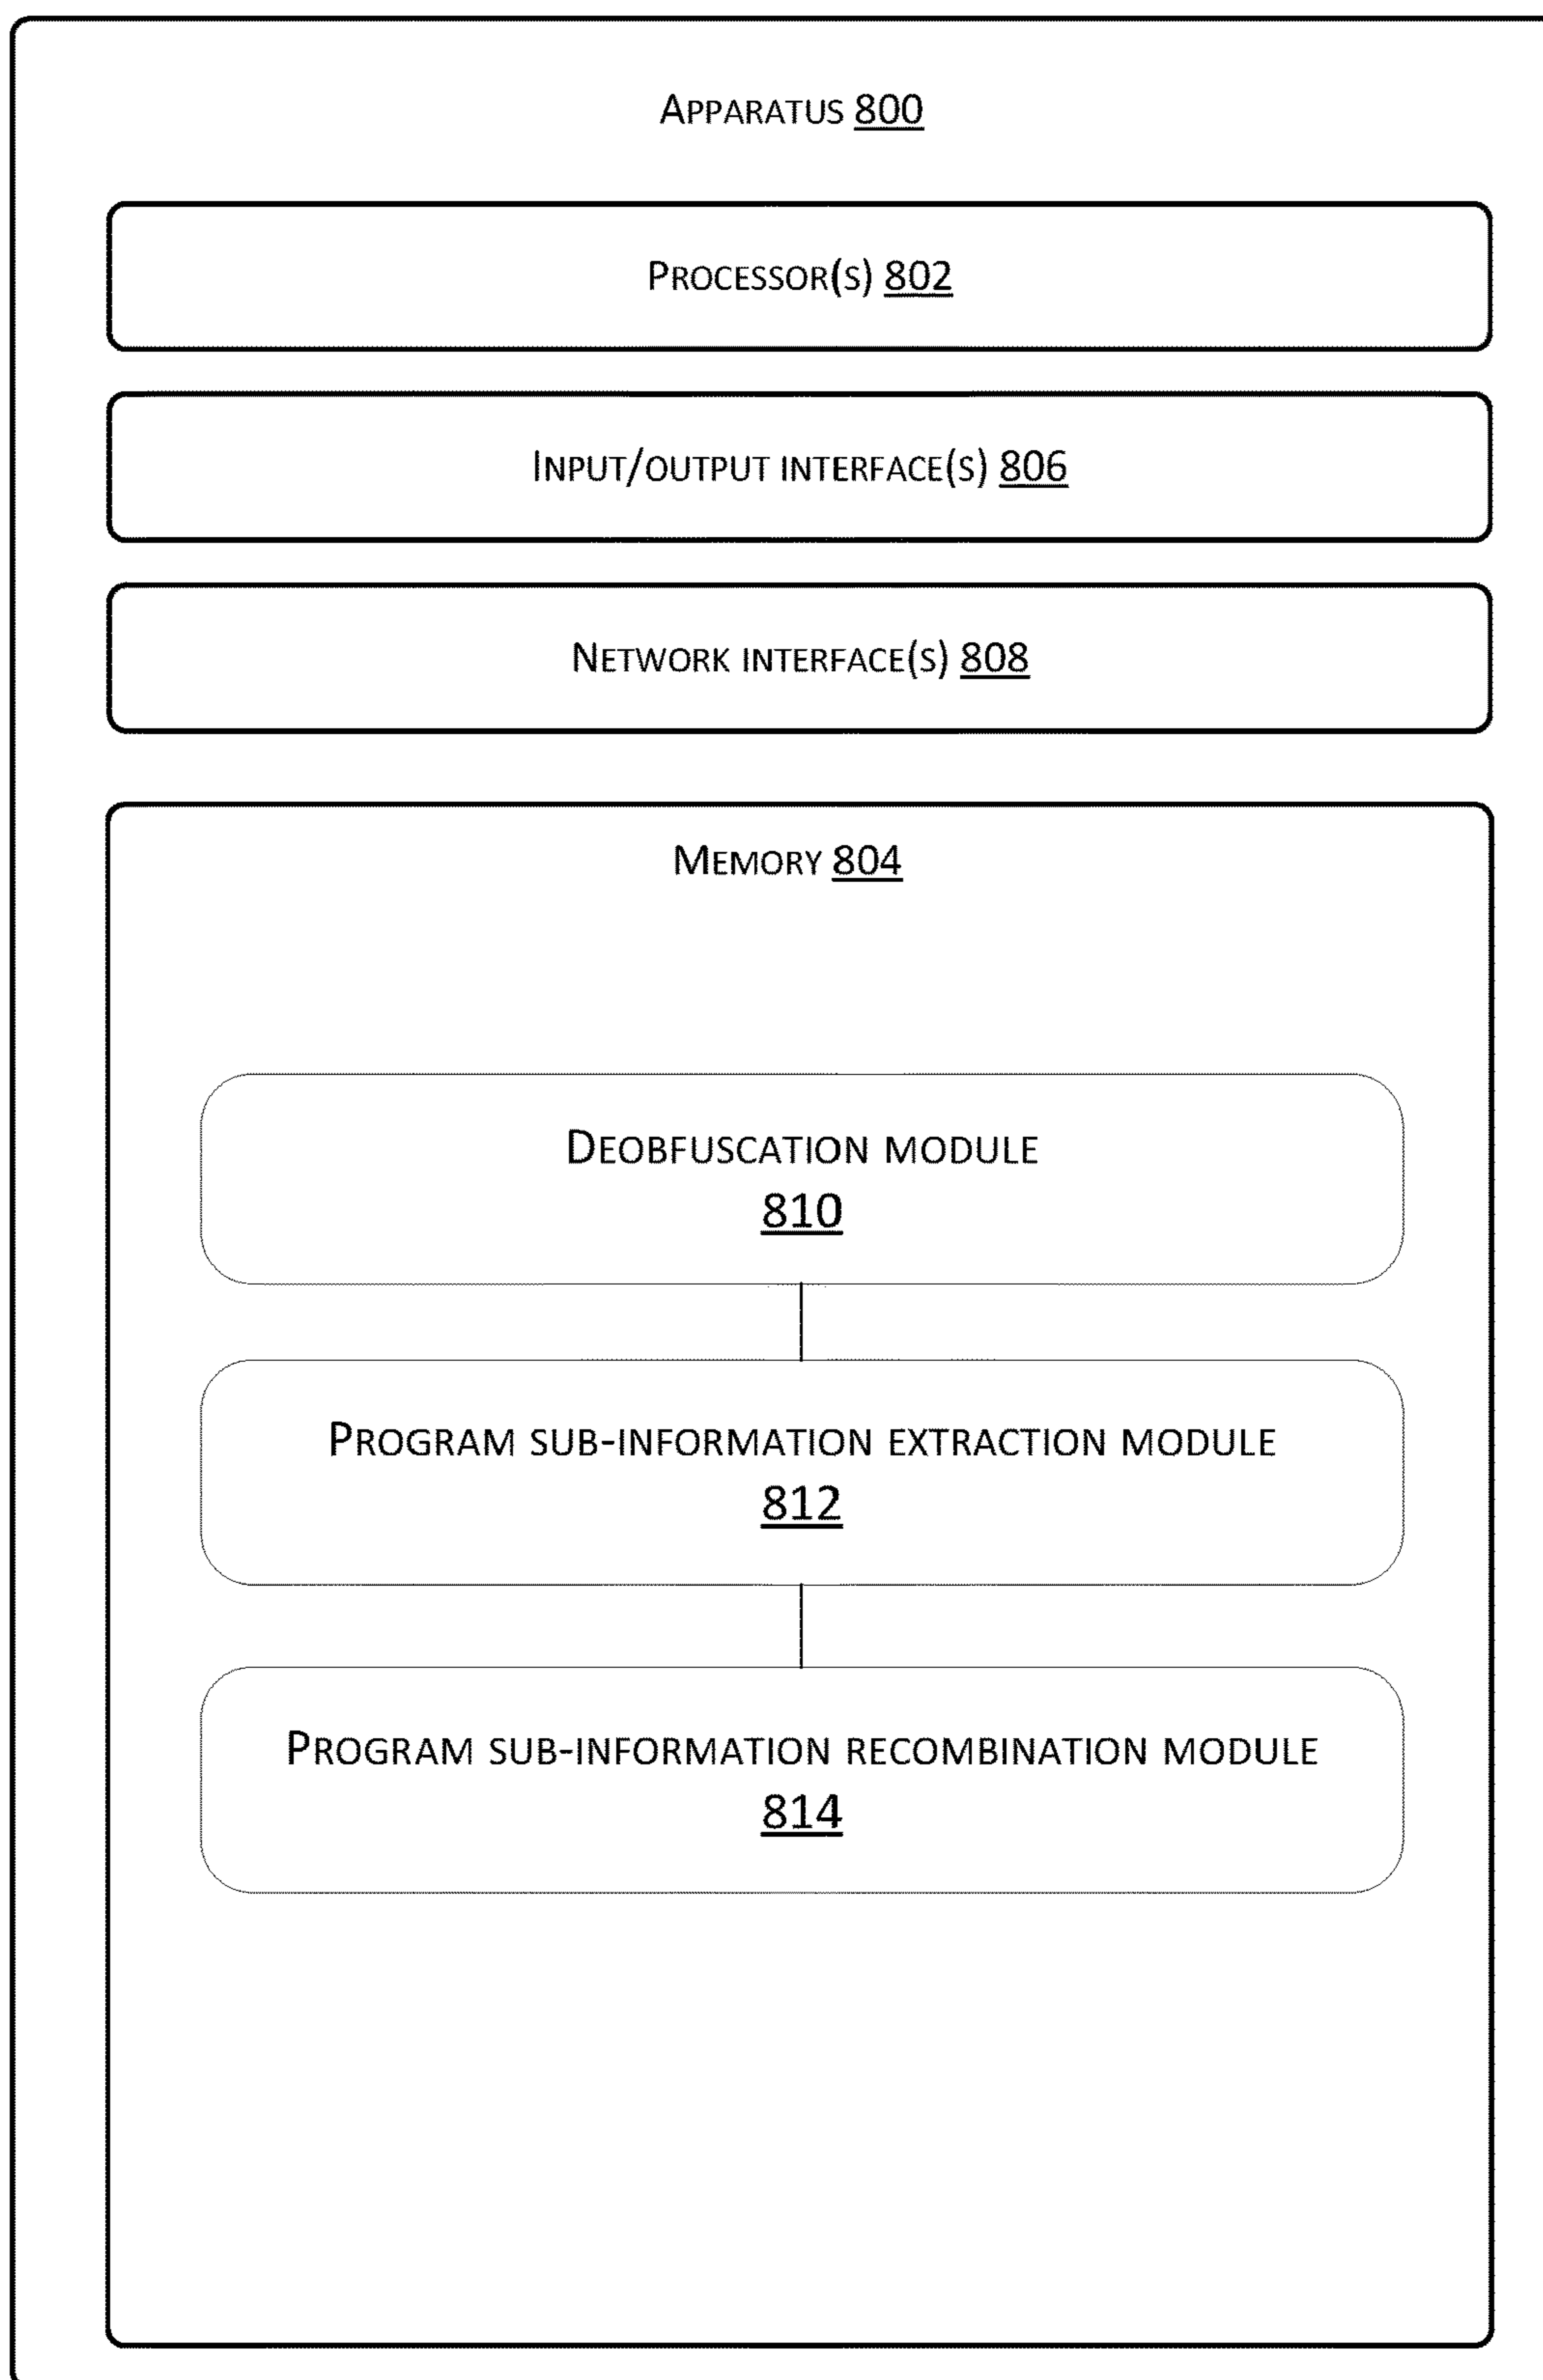 APPARATUS 800
PROCESSOR(S) 802
INPUT/OUTPUT INTERFACE(S) 806
NETWORK INTERFACE(S) 808
MEMORY 804
DEOBFUSCATION MODULE
810
PROGRAM SUB-INFORMATION EXTRACTION MODULE
812
PROGRAM SUB-INFORMATION RECOMBINATION MODULE
814